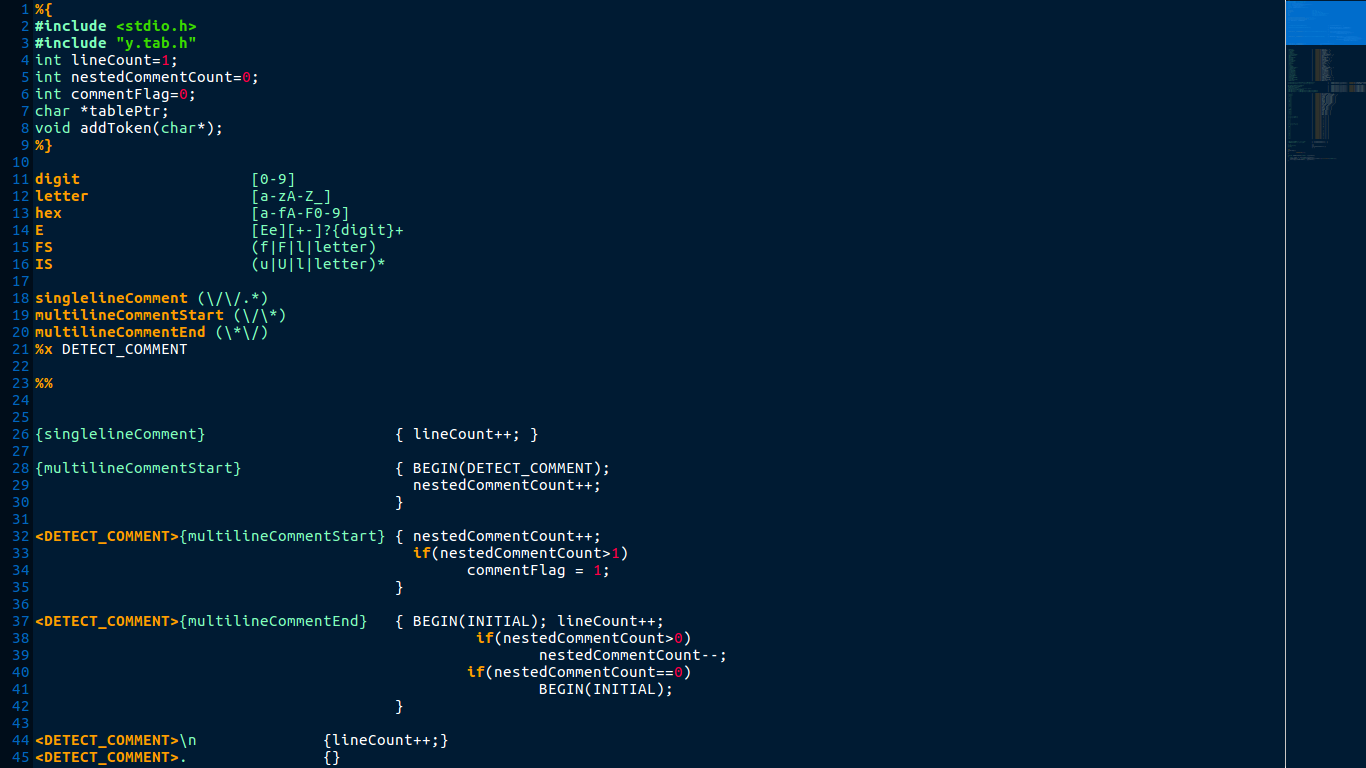 1 %{
2 #include <stdio.h>
3 #include "y.tab.h"
4 int lineCount=1;
5 int nestedCommentCount=0;
6 int commentFlag=0;
7 char *tablePtr;
8 void addToken(char*);
9 %}
10
11 digit [0-9]
12 letter [a-zA-Z_]
13 hex [a-fA-F0-9]
14 E [Ee][+-]?{digit}+
15 FS (f|F|l|letter)
16 IS (u|U|l|letter)*
17
18 singlelineComment (\/\/.*)
19 multilineCommentStart (\/\*)
20 multilineCommentEnd (\*\/)
21 %x DETECT_COMMENT
22
23 %%
24
25
26 {singlelineComment} { lineCount++; }
27
28 {multilineCommentStart} { BEGIN(DETECT_COMMENT);
29 nestedCommentCount++;
30 }
31
32 <DETECT_COMMENT>{multilineCommentStart} { nestedCommentCount++;
33 if(nestedCommentCount>1)
34 commentFlag = 1;
35 }
36
37 <DETECT_COMMENT>{multilineCommentEnd} { BEGIN(INITIAL); lineCount++;
38 if(nestedCommentCount>0)
39 nestedCommentCount--;
40 if(nestedCommentCount==0)
41 BEGIN(INITIAL);
42 }
43
44 <DETECT_COMMENT>\n {lineCount++;}
45 <DETECT_COMMENT>. {}